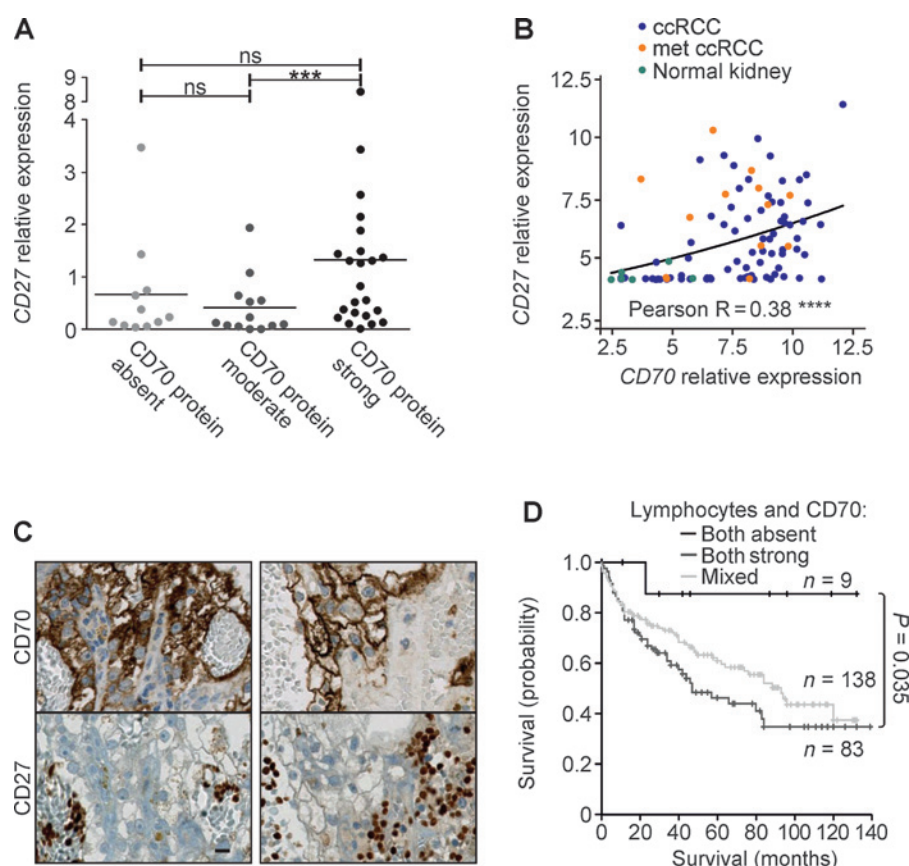 A
CD27 relative expression
9
8
4
3
2
1
0
ns
ns
***
CD70 protein
absent
CD70 protein
moderate
CD70 protein
strong
B
ccRCC
met ccRCC
Normal kidney
CD27 relative expression
12.5
10
7.5
5
2.5
Pearson R = 0.38 ****
2.5 5 7.5 10 12.5
CD70 relative expression
C
CD70
CD27
D
Lymphocytes and CD70:
Both absent
Both strong
Mixed
Survival (probability)
1.0
0.8
0.6
0.4
0.2
0
n = 9
n = 138
n = 83
P = 0.035
0 20 40 60 80 100 120 140
Survival (months)